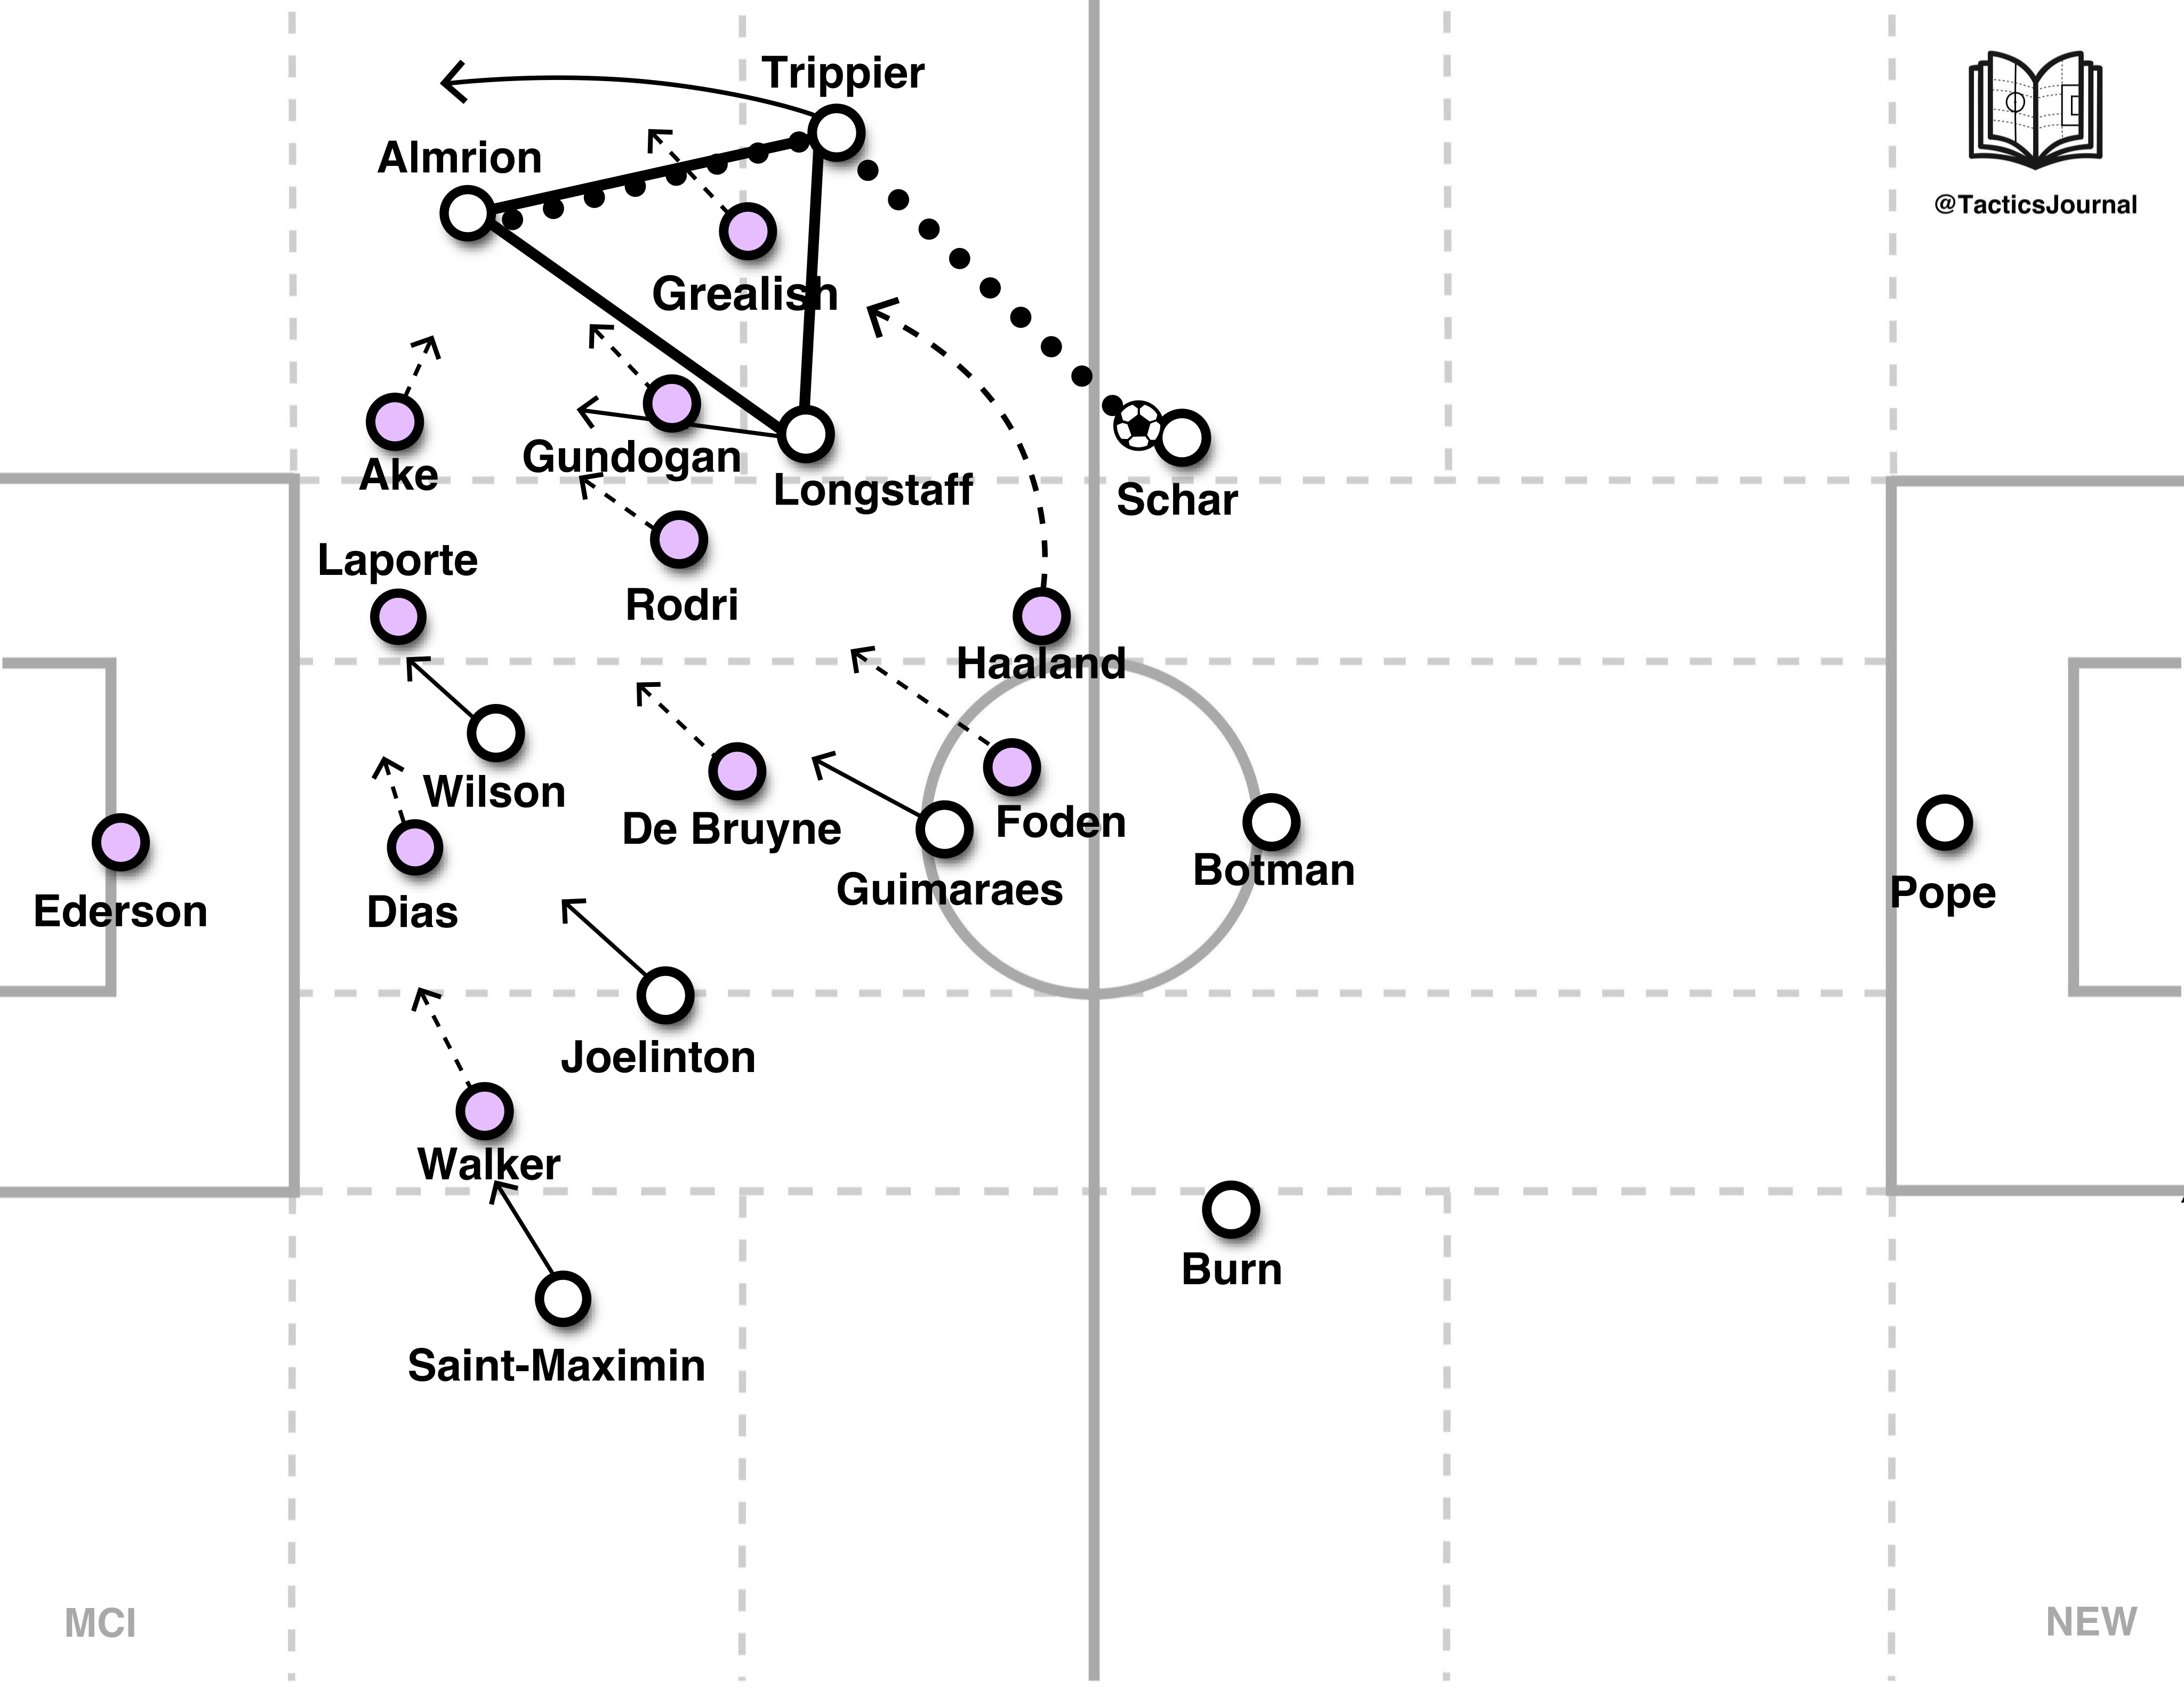 Trippier
Almrion
@TacticsJournal
Grealish
Gundogan
Ake
Longstaff
Schar
Laporte
Rodri
Haaland
Wilson
De Bruyne
Foden
Botman
Guimaraes
Pope
Ederson
Dias
Joelinton
Walker
Burn
Saint-Maximin
MCI
NEW